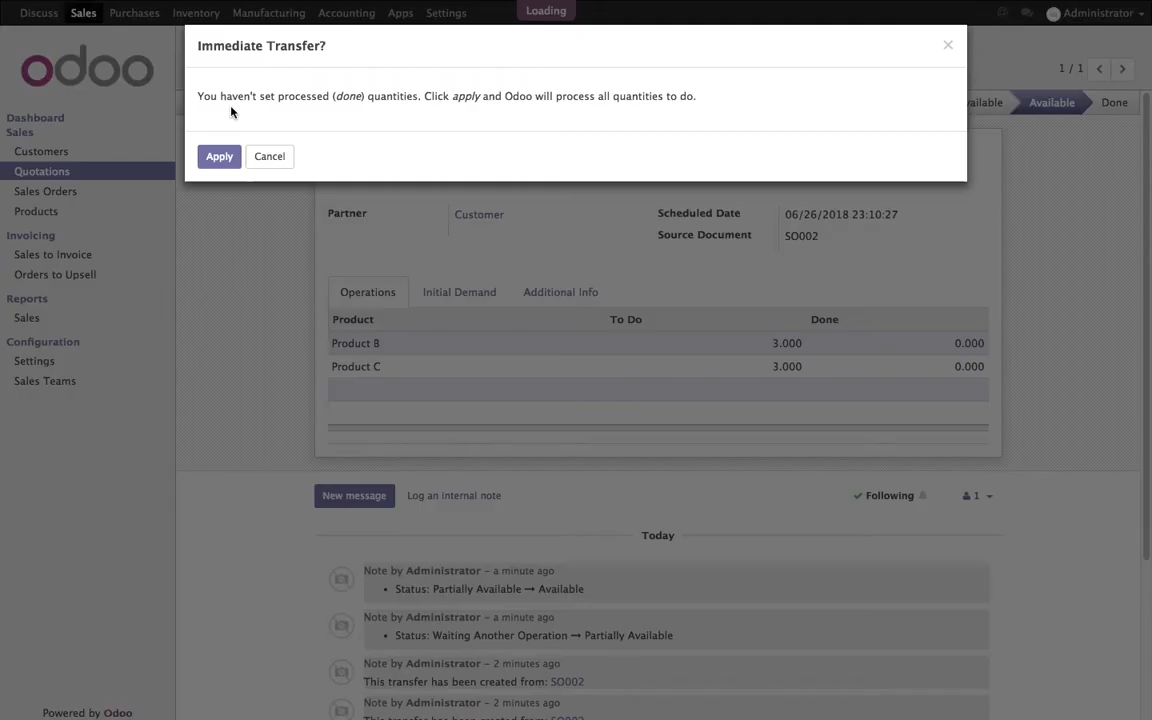 Discuss Sales Purchases Inventory Manufacturing Accounting Apps Settings Loading Administrator
Immediate Transfer? ×
You haven't set processed (done) quantities. Click apply and Odoo will process all quantities to do.
Apply Cancel
odoo
1 / 1
Available Done
Dashboard
Sales
Customers
Quotations
Sales Orders
Products
Invoicing
Sales to Invoice
Orders to Upsell
Reports
Sales
Configuration
Settings
Sales Teams
Powered by Odoo
Partner Customer Scheduled Date 06/26/2018 23:10:27
Source Document SO002
Operations Initial Demand Additional Info
Product To Do Done
Product B 3.000 0.000
Product C 3.000 0.000
New message Log an internal note Following 1
Today
Note by Administrator – a minute ago
• Status: Partially Available → Available
Note by Administrator – a minute ago
• Status: Waiting Another Operation → Partially Available
Note by Administrator – 2 minutes ago
This transfer has been created from: SO002
Note by Administrator – 2 minutes ago